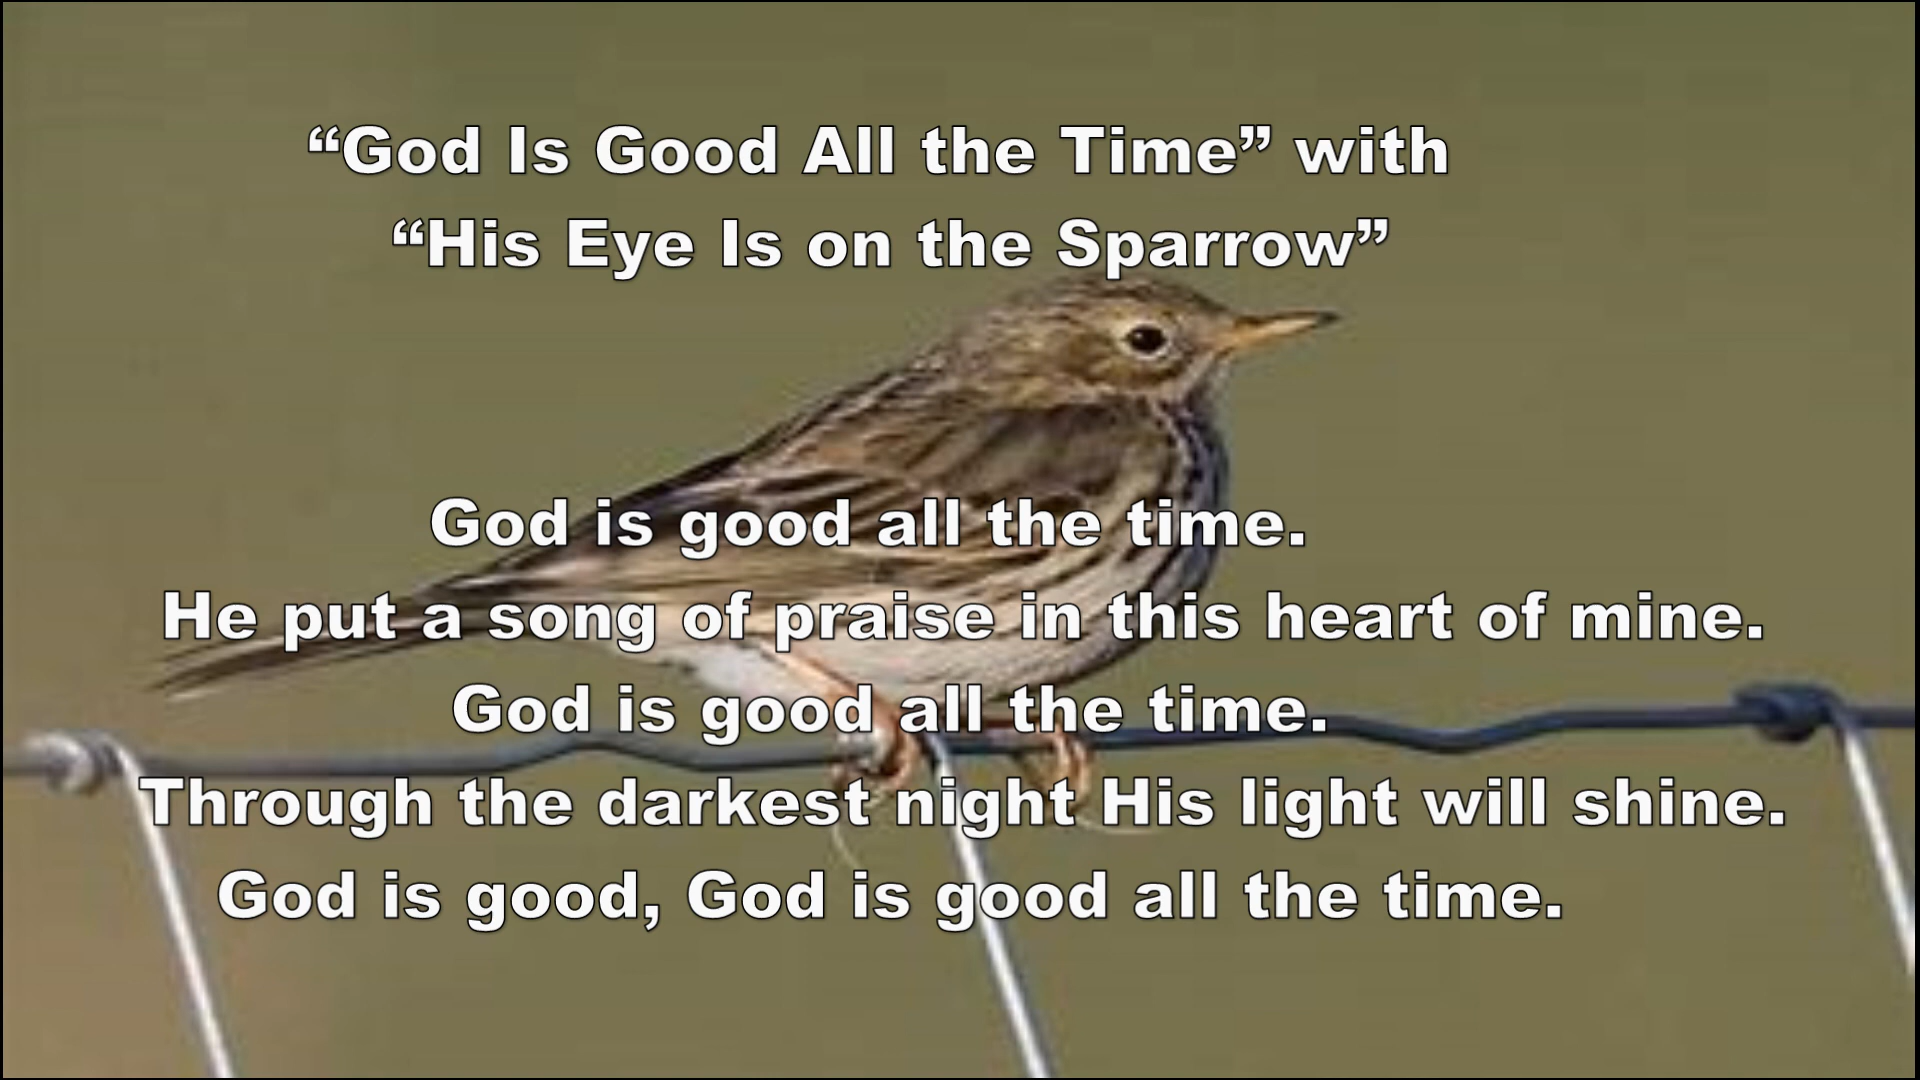 “God Is Good All the Time” with
“His Eye Is on the Sparrow”
God is good all the time.
He put a song of praise in this heart of mine.
God is good all the time.
Through the darkest night His light will shine.
God is good, God is good all the time.